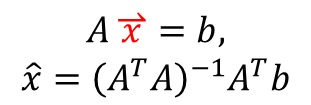 A x⃗ = b,
x̂ = (AᵀA)⁻¹Aᵀb